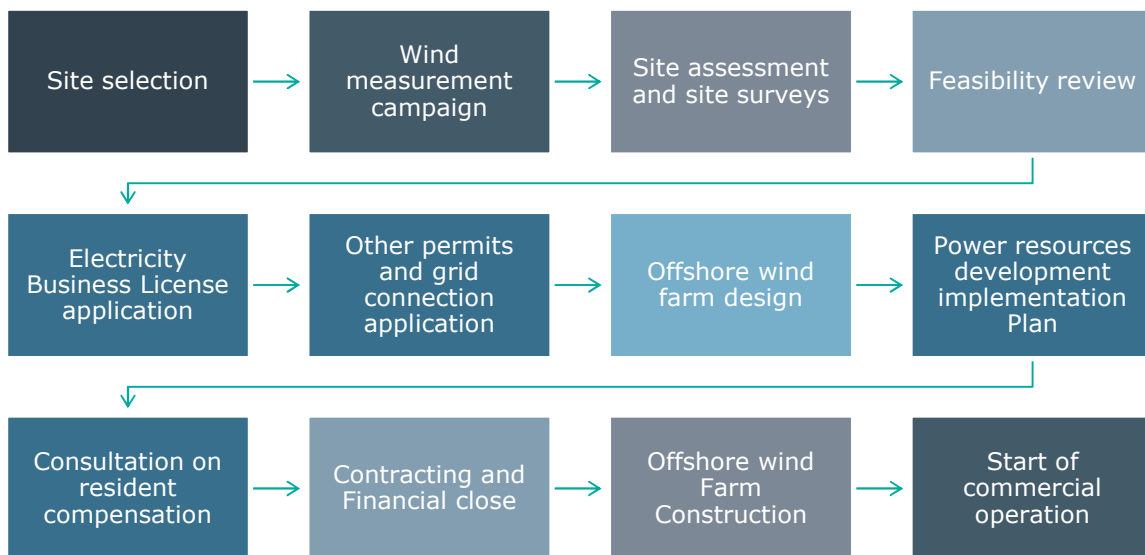 Site selection
Wind
measurement
campaign
Site assessment
and site surveys
Feasibility review
Electricity
Business License
application
Other permits
and grid
connection
application
Offshore wind
farm design
Power resources
development
implementation
Plan
Consultation on
resident
compensation
Contracting and
Financial close
Offshore wind
Farm
Construction
Start of
commercial
operation